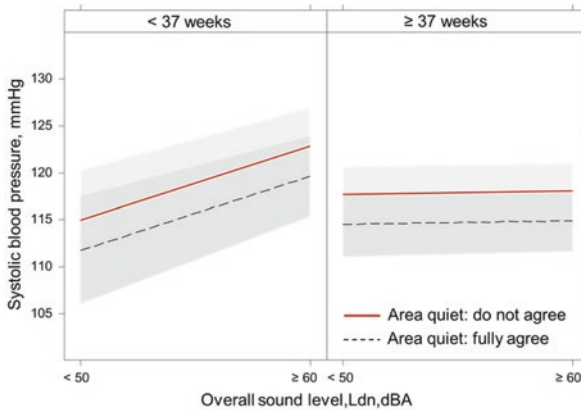 < 37 weeks
≥ 37 weeks
Systolic blood pressure, mmHg
130
125
120
115
110
105
Area quiet: do not agree
Area quiet: fully agree
< 50
≥ 60
< 50
≥ 60
Overall sound level,Ldn,dBA